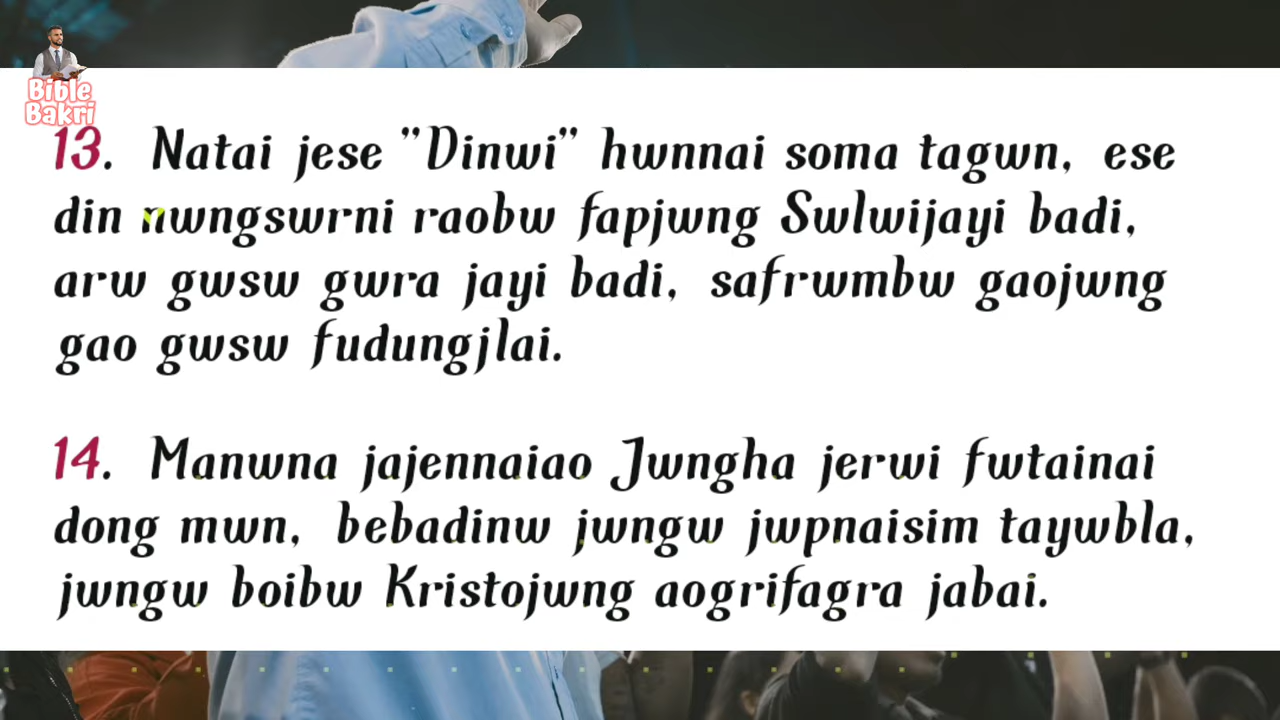 Bible
Bakri
13. Natai jese "Dinwi" hwnnai soma tagwn, ese
din nwngswrni raobw fapjwng Swlwijayi badi,
arw gwsw gwra jayi badi, safrwmbw gaojwng
gao gwsw fudungjlai.
14. Manwna jajennaiao Jwngha jerwi fwtainai
dong mwn, bebadinw jwngw jwpnaisim taywbla,
jwngw boibw Kristojwng aogrifagra jabai.